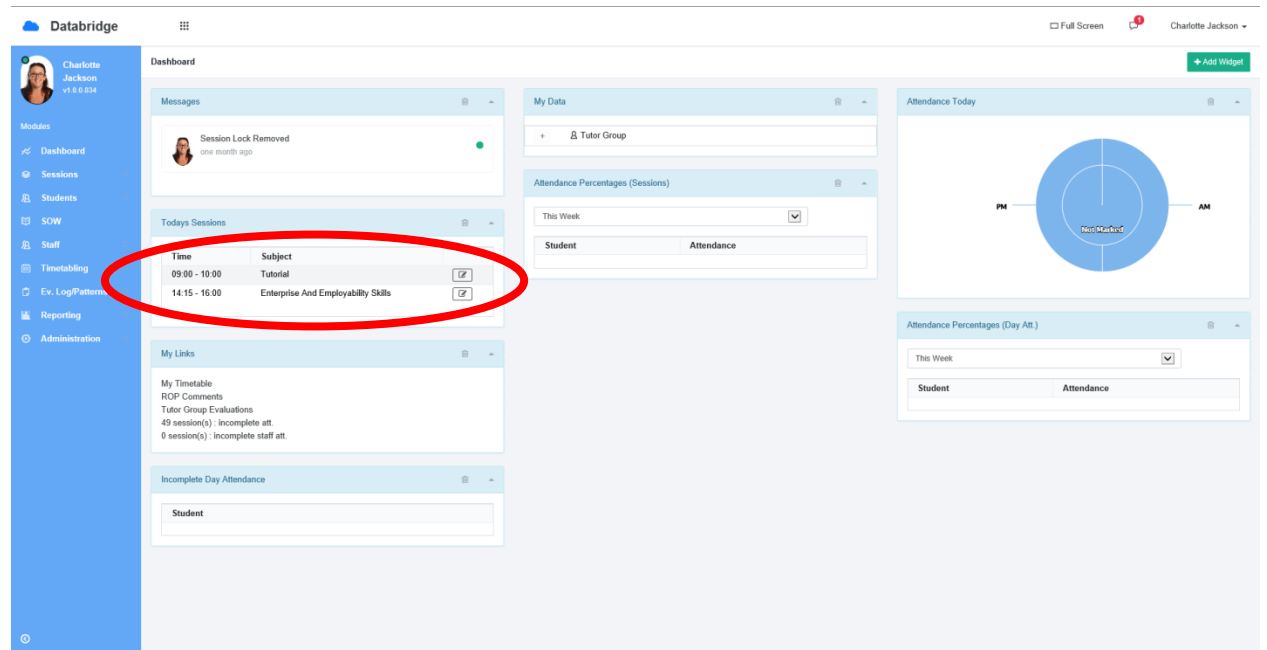 Databridge
Full Screen
1
Charlotte Jackson
Charlotte
Jackson
v1.6.0.834
Modules
Dashboard
Sessions
Students
SOW
Staff
Timetabling
Ev. Log/Patterns
Reporting
Administration
Dashboard
+ Add Widget
Messages
Session Lock Removed
one month ago
Todays Sessions
Time Subject
09:00 - 10:00 Tutorial
14:15 - 16:00 Enterprise And Employability Skills
My Links
My Timetable
ROP Comments
Tutor Group Evaluations
49 session(s) : incomplete att.
0 session(s) : incomplete staff att.
Incomplete Day Attendance
Student
My Data
+ Tutor Group
Attendance Percentages (Sessions)
This Week
Student Attendance
Attendance Today
PM
AM
Not Marked
Attendance Percentages (Day Att.)
This Week
Student Attendance